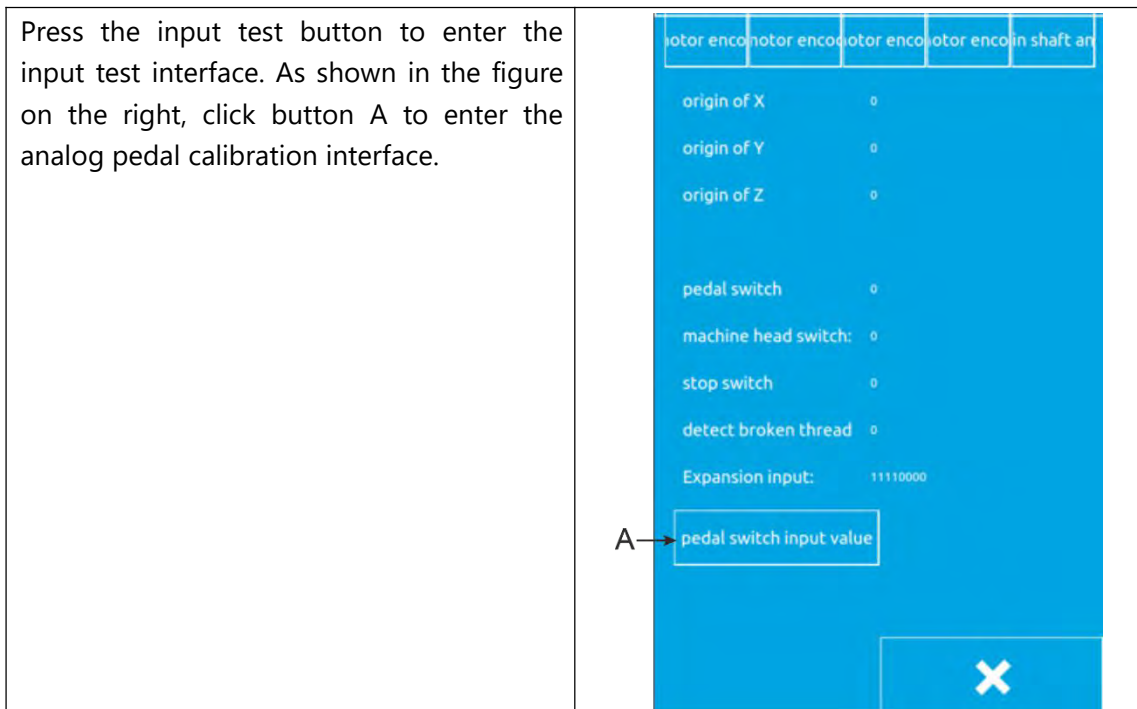 Press the input test button to enter the
input test interface. As shown in the figure
on the right, click button A to enter the
analog pedal calibration interface.
otor enco motor encod otor enco otor enco in shaft an
origin of X 0
origin of Y 0
origin of Z 0
pedal switch 0
machine head switch: 0
stop switch 0
detect broken thread 0
Expansion input: 11110000
A
pedal switch input value